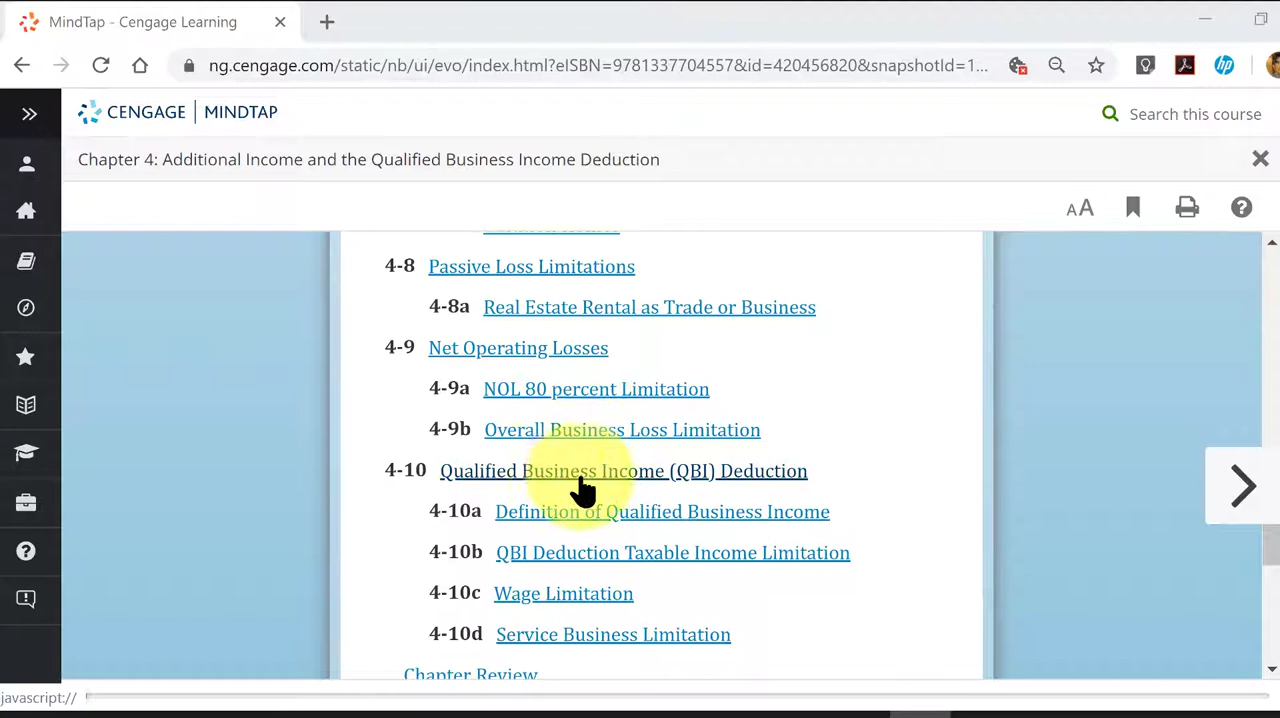 MindTap - Cengage Learning
ng.cengage.com/static/nb/ui/evo/index.html?eISBN=9781337704557&id=420456820&snapshotId=1...
CENGAGE | MINDTAP
Search this course
Chapter 4: Additional Income and the Qualified Business Income Deduction
AA
4-8 Passive Loss Limitations
4-8a Real Estate Rental as Trade or Business
4-9 Net Operating Losses
4-9a NOL 80 percent Limitation
4-9b Overall Business Loss Limitation
4-10 Qualified Business Income (QBI) Deduction
4-10a Definition of Qualified Business Income
4-10b QBI Deduction Taxable Income Limitation
4-10c Wage Limitation
4-10d Service Business Limitation
Chapter Review
javascript://